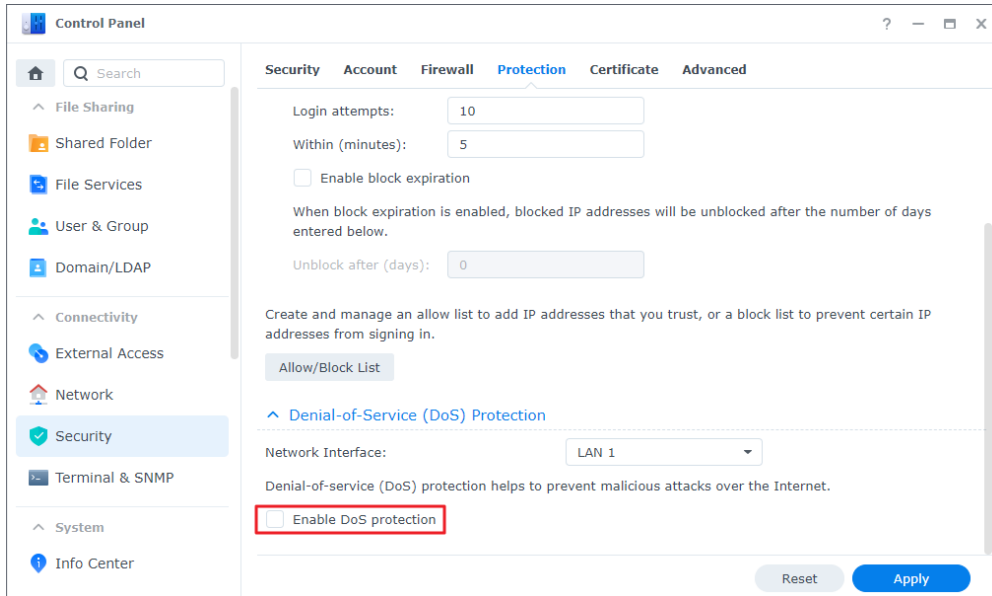 Control Panel
?
Search
File Sharing
Shared Folder
File Services
User & Group
Domain/LDAP
Connectivity
External Access
Network
Security
Terminal & SNMP
System
Info Center
Security Account Firewall Protection Certificate Advanced
Login attempts: 10
Within (minutes): 5
Enable block expiration
When block expiration is enabled, blocked IP addresses will be unblocked after the number of days
entered below.
Unblock after (days): 0
Create and manage an allow list to add IP addresses that you trust, or a block list to prevent certain IP
addresses from signing in.
Allow/Block List
Denial-of-Service (DoS) Protection
Network Interface: LAN 1
Denial-of-service (DoS) protection helps to prevent malicious attacks over the Internet.
Enable DoS protection
Reset Apply